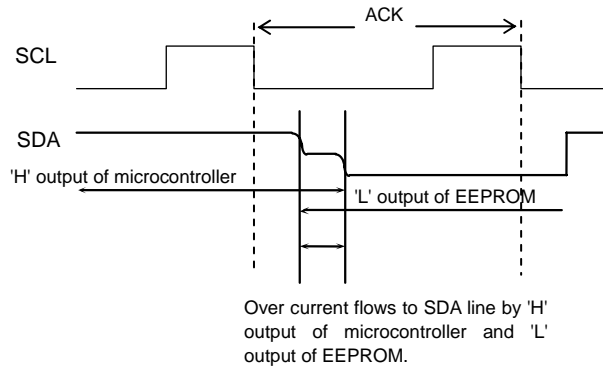 ACK
SCL
SDA
'H' output of microcontroller
'L' output of EEPROM
Over current flows to SDA line by 'H'
output of microcontroller and 'L'
output of EEPROM.